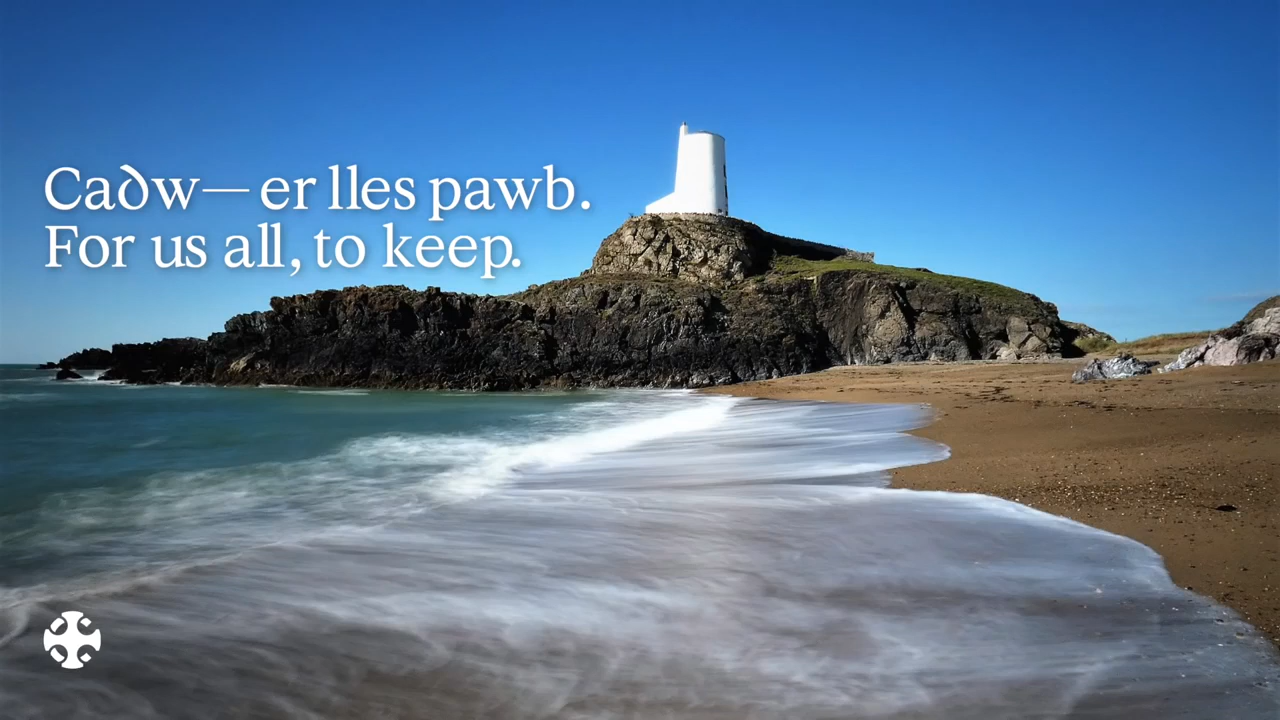 Cadw— er lles pawb.
For us all, to keep.